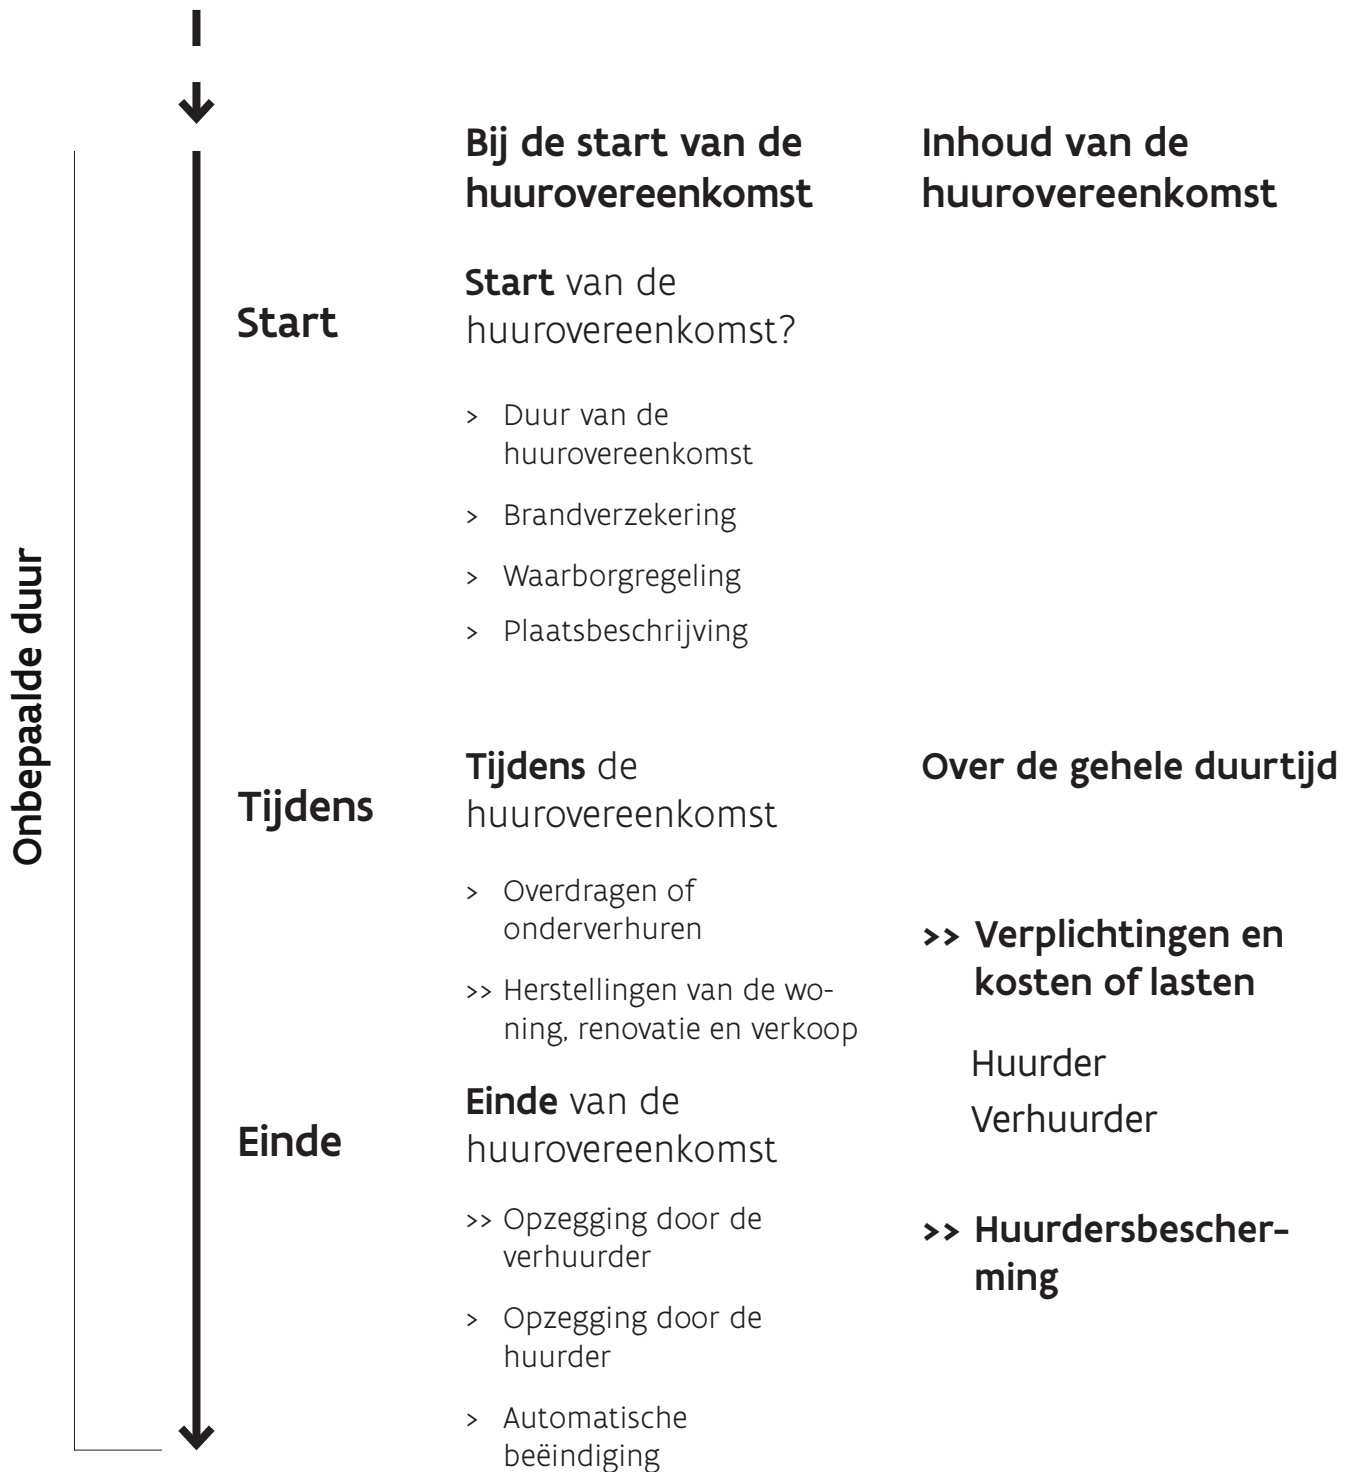 Bij de start van de
huurovereenkomst
Inhoud van de
huurovereenkomst
Onbepaalde duur
Start
Start van de
huurovereenkomst?
> Duur van de
huurovereenkomst
> Brandverzekering
> Waarborgregeling
> Plaatsbeschrijving
Tijdens
Tijdens de
huurovereenkomst
> Overdragen of
onderverhuren
>> Herstellingen van de wo-
ning, renovatie en verkoop
Einde
Einde van de
huurovereenkomst
>> Opzegging door de
verhuurder
> Opzegging door de
huurder
> Automatische
beëindiging
Over de gehele duurtijd
>> Verplichtingen en
kosten of lasten
Huurder
Verhuurder
>> Huurdersbescher-
ming